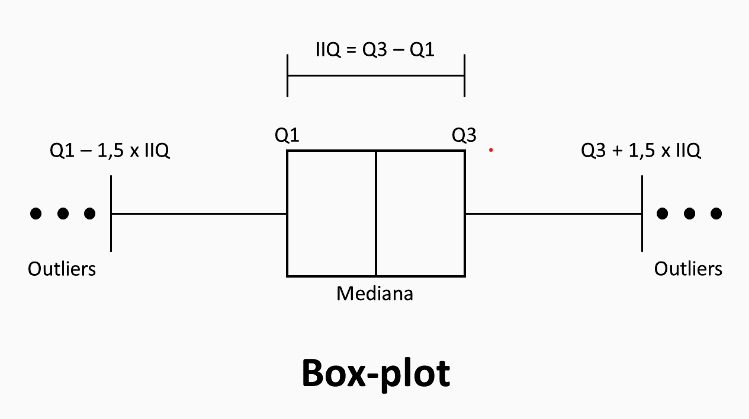 IIQ = Q3 – Q1
Q1
Q3
Q1 – 1,5 x IIQ
Q3 + 1,5 x IIQ
Outliers
Outliers
Mediana
Box-plot